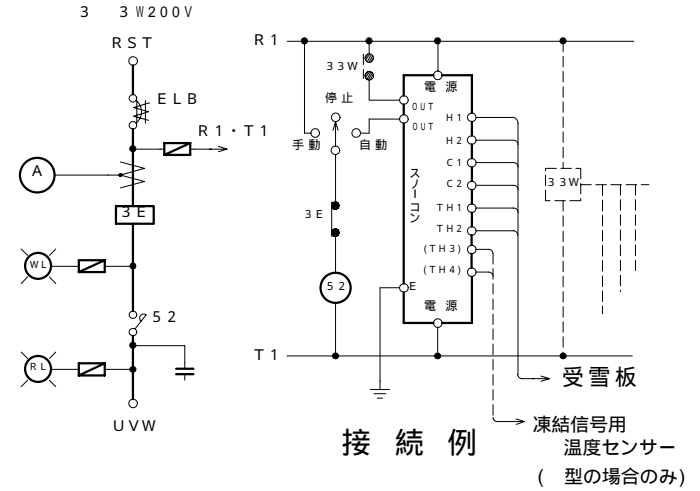 3 3W200V
RST
ELB
R1・T1
A
3E
WL
52
RL
UVW
R1
33W
停止
手動
自動
3E
52
電源
OUT
OUT
スノーコン
H1
H2
C1
C2
TH1
TH2
(TH3)
(TH4)
E
電源
33W
T1
受雪板
凍結信号用
温度センサー
( 型の場合のみ)
接続例